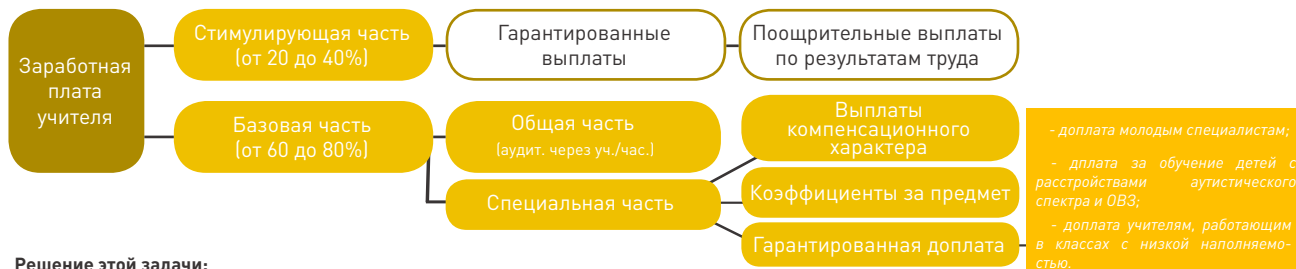 Заработная
плата
учителя
Стимулирующая часть
(от 20 до 40%)
Гарантированные
выплаты
Поощрительные выплаты
по результатам труда
Базовая часть
(от 60 до 80%)
Общая часть
(аудит. через уч./час.)
Специальная часть
Выплаты
компенсационного
характера
Коэффициенты за предмет
Гарантированная доплата
- доплата молодым специалистам;
- дплата за обучение детей с
расстройствами аутистического
спектра и ОВЗ;
- доплата учителям, работающим
в классах с низкой наполняемо-
стью.
Решение этой задачи: